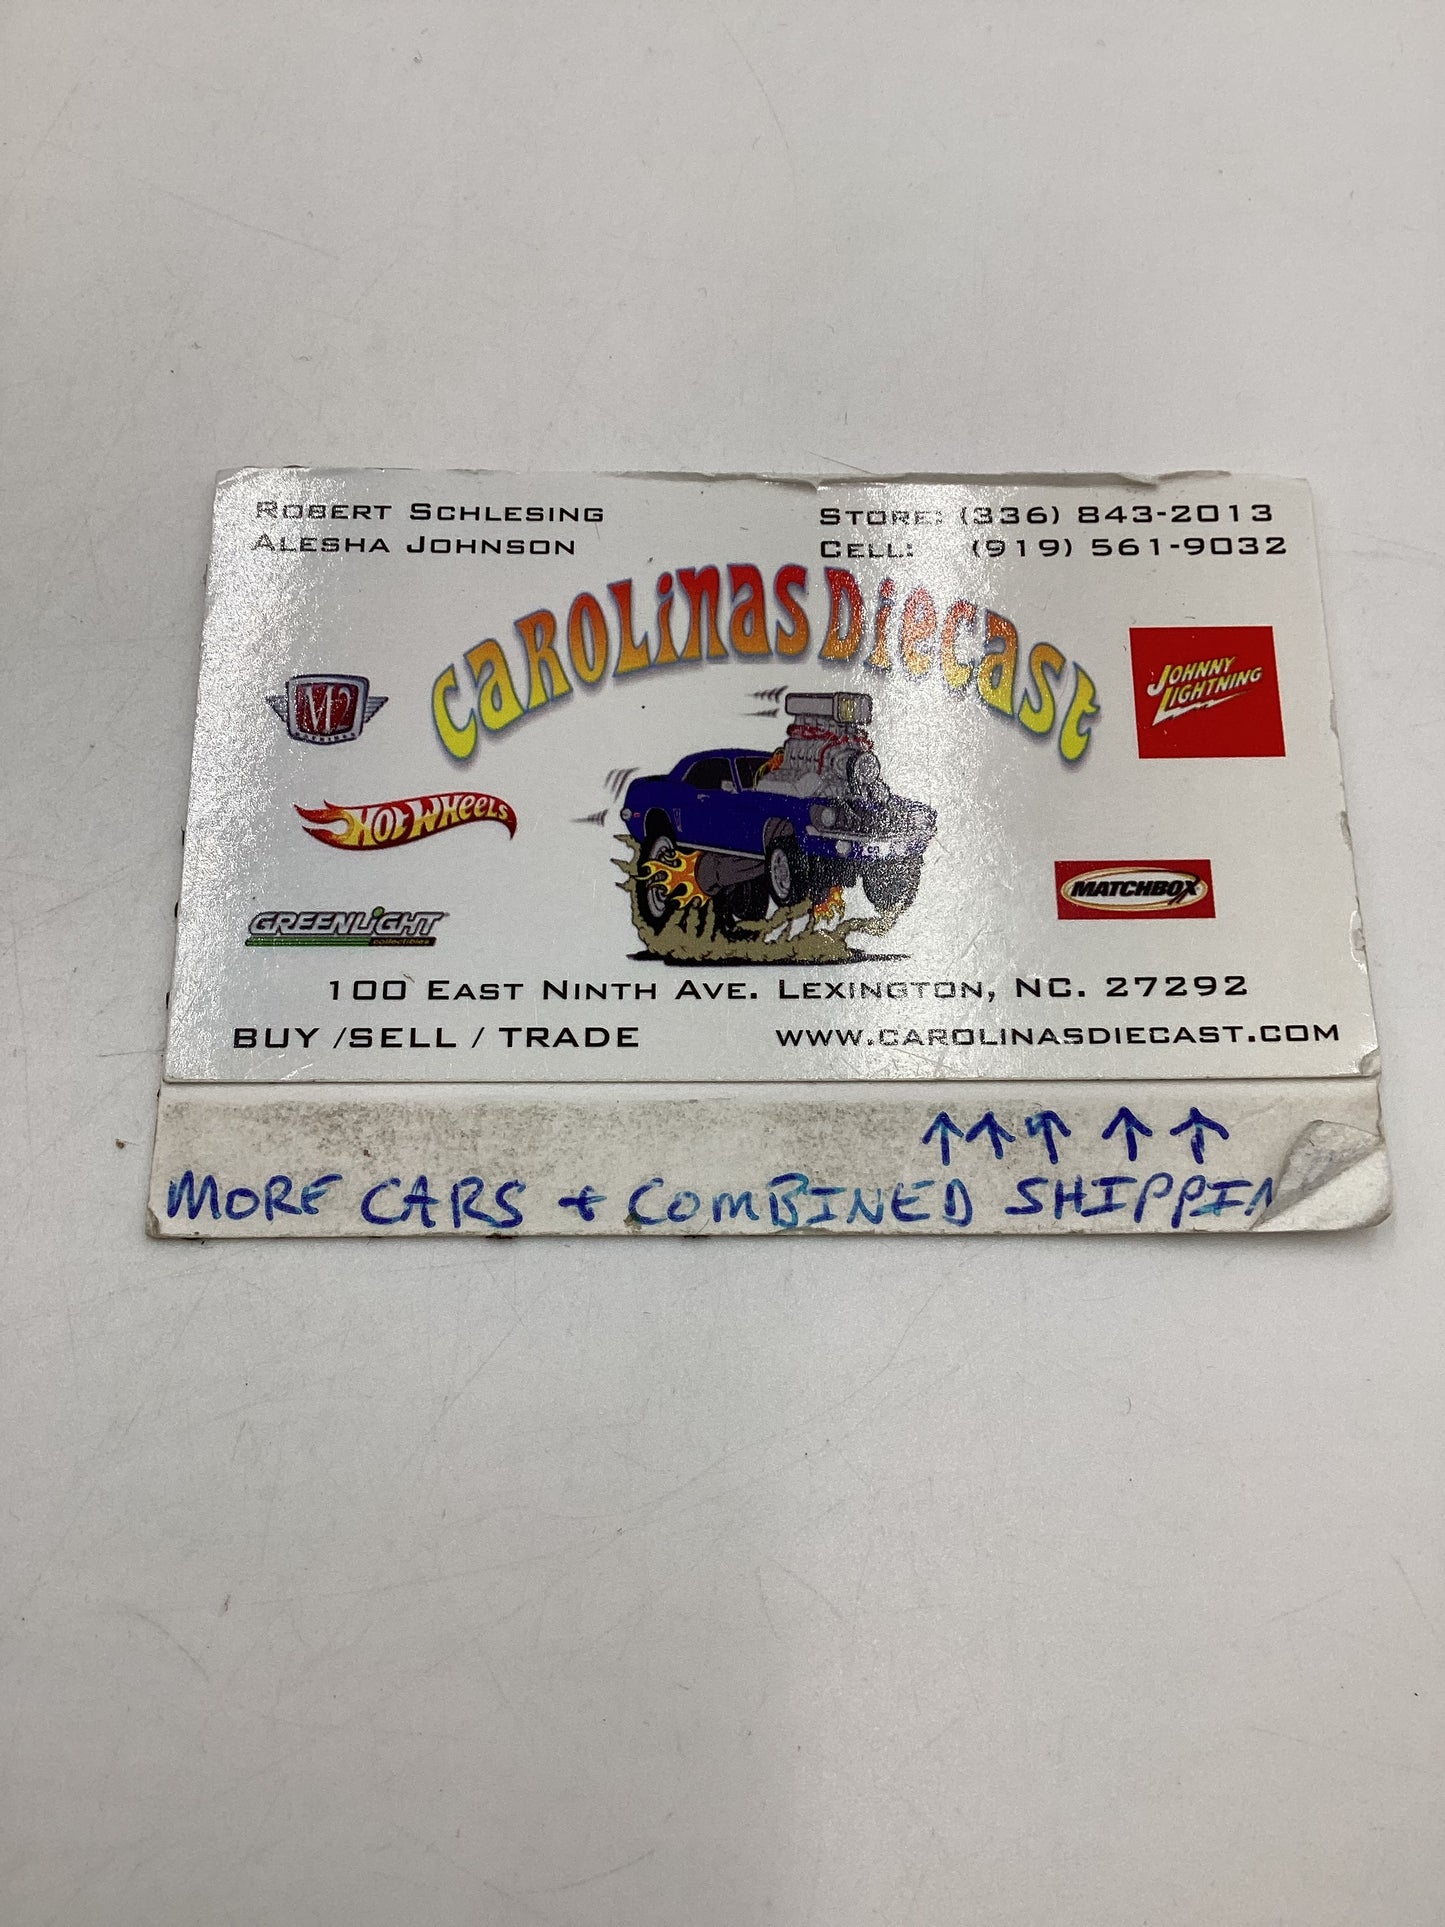 ROBERT SCHLESING
ALESHA JOHNSON
STORE: (336) 843-2013
CELL: (919) 561-9032
CAROLINAS DIECAST
M2
MACHINES
JOHNNY
LIGHTNING
HOT WHEELS
MATCHBOX
GREENLIGHT
collectibles
100 EAST NINTH AVE. LEXINGTON, NC. 27292
BUY /SELL / TRADE
WWW.CAROLINASDIECAST.COM
↑ ↑ ↑ ↑ ↑
MORE CARS + COMBINED SHIPPIN